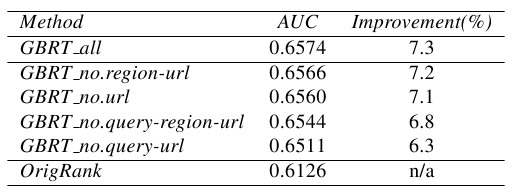 Method AUC Improvement(%)
GBRT_all 0.6574 7.3
GBRT_no.region-url 0.6566 7.2
GBRT_no.url 0.6560 7.1
GBRT_no.query-region-url 0.6544 6.8
GBRT_no.query-url 0.6511 6.3
OrigRank 0.6126 n/a